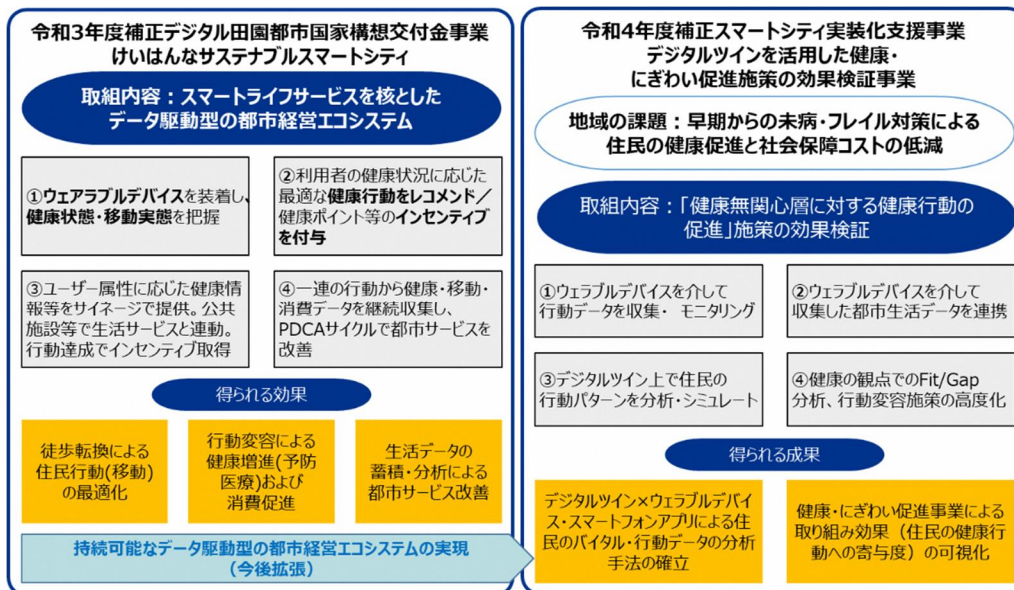 令和3年度補正デジタル田園都市国家構想交付金事業
けいはんなサステナブルスマートシティ
取組内容：スマートライフサービスを核とした
データ駆動型の都市経営エコシステム
①ウェアラブルデバイスを装着し、
健康状態・移動実態を把握
②利用者の健康状況に応じた
最適な健康行動をレコメンド／
健康ポイント等のインセンティブ
を付与
③ユーザー属性に応じた健康情
報等をサイネージで提供。公共
施設等で生活サービスと連動。
行動達成でインセンティブ取得
④一連の行動から健康・移動・
消費データを継続収集し、
PDCAサイクルで都市サービスを
改善
得られる効果
徒歩転換による
住民行動(移動)
の最適化
行動変容による
健康増進(予防
医療)および
消費促進
生活データの
蓄積・分析による
都市サービス改善
持続可能なデータ駆動型の都市経営エコシステムの実現
（今後拡張）
令和4年度補正スマートシティ実装化支援事業
デジタルツインを活用した健康・
にぎわい促進施策の効果検証事業
地域の課題：早期からの未病・フレイル対策による
住民の健康促進と社会保障コストの低減
取組内容：「健康無関心層に対する健康行動の
促進」施策の効果検証
①ウェラブルデバイスを介して
行動データを収集・ モニタリング
②ウェラブルデバイスを介して
収集した都市生活データを連携
③デジタルツイン上で住民の
行動パターンを分析・シミュレート
④健康の観点でのFit/Gap
分析、行動変容施策の高度化
得られる成果
デジタルツイン×ウェラブルデバイ
ス・スマートフォンアプリによる住
民のバイタル・行動データの分析
手法の確立
健康・にぎわい促進事業による
取り組み効果（住民の健康行
動への寄与度）の可視化